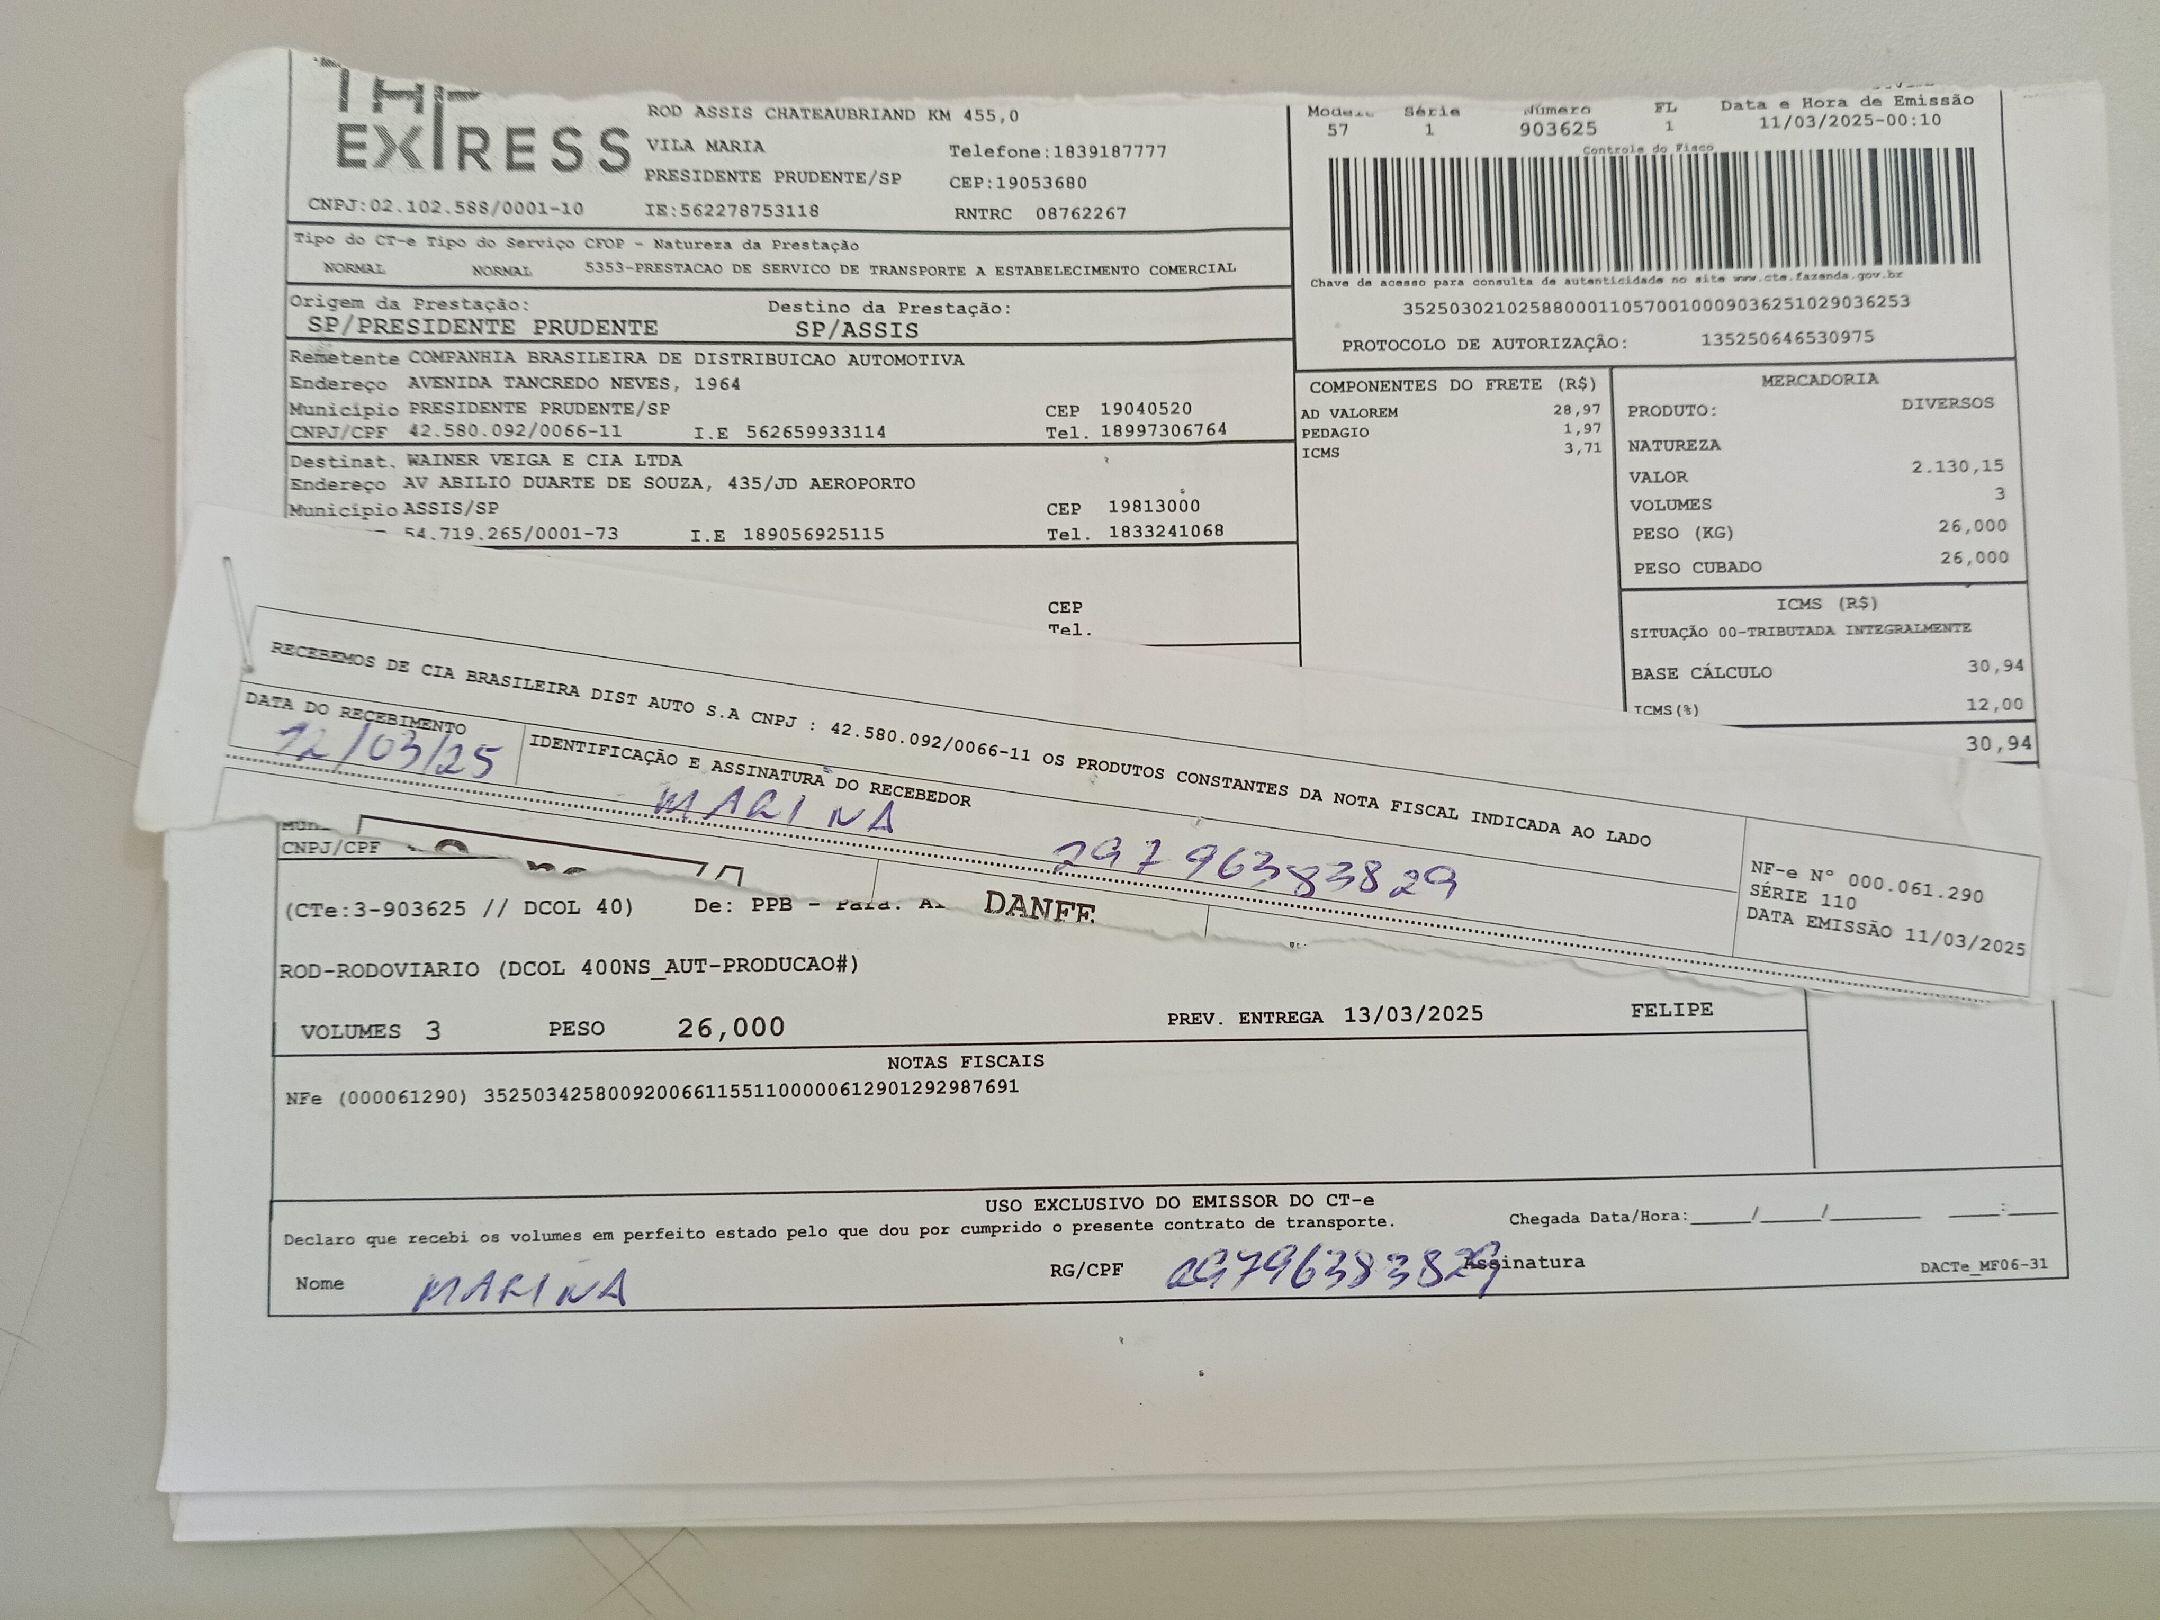 EXPRESS
ROD ASSIS CHATEAUBRIAND KM 455,0
VILA MARIA Telefone:1839187777
PRESIDENTE PRUDENTE/SP CEP:19053680
CNPJ:02.102.588/0001-10 IE:562278753118 RNTRC 08762267
Modelo Série Número FL Data e Hora de Emissão
57 1 903625 1 11/03/2025-00:10
Controle do Fisco
Chave de acesso para consulta de autenticidade no site www.cte.fazenda.gov.br
35250302102588000110570010009036251029036253
PROTOCOLO DE AUTORIZAÇÃO: 135250646530975
Tipo do CT-e Tipo do Serviço CFOP - Natureza da Prestação
NORMAL NORMAL 5353-PRESTACAO DE SERVICO DE TRANSPORTE A ESTABELECIMENTO COMERCIAL
Origem da Prestação: Destino da Prestação:
SP/PRESIDENTE PRUDENTE SP/ASSIS
Remetente COMPANHIA BRASILEIRA DE DISTRIBUICAO AUTOMOTIVA
Endereço AVENIDA TANCREDO NEVES, 1964
Município PRESIDENTE PRUDENTE/SP CEP 19040520
CNPJ/CPF 42.580.092/0066-11 I.E 562659933114 Tel. 18997306764
Destinat. WAINER VEIGA E CIA LTDA
Endereço AV ABILIO DUARTE DE SOUZA, 435/JD AEROPORTO
Município ASSIS/SP CEP 19813000
54.719.265/0001-73 I.E 189056925115 Tel. 1833241068
CEP
Tel.
COMPONENTES DO FRETE (R$)
AD VALOREM 28,97
PEDAGIO 1,97
ICMS 3,71
MERCADORIA
PRODUTO: DIVERSOS
NATUREZA
VALOR 2.130,15
VOLUMES 3
PESO (KG) 26,000
PESO CUBADO 26,000
ICMS (R$)
SITUAÇÃO 00-TRIBUTADA INTEGRALMENTE
BASE CÁLCULO 30,94
ICMS(%) 12,00
30,94
RECEBEMOS DE CIA BRASILEIRA DIST AUTO S.A CNPJ : 42.580.092/0066-11 OS PRODUTOS CONSTANTES DA NOTA FISCAL INDICADA AO LADO
DATA DO RECEBIMENTO IDENTIFICAÇÃO E ASSINATURA DO RECEBEDOR
12/03/25 MARINA 29796383829
NF-e N° 000.061.290
SÉRIE 110
DATA EMISSÃO 11/03/2025
CNPJ/CPF
DANFE
(CTe:3-903625 // DCOL 40) De: PPB - Para:
ROD-RODOVIARIO (DCOL 400NS_AUT-PRODUCAO#)
VOLUMES 3 PESO 26,000 PREV. ENTREGA 13/03/2025 FELIPE
NOTAS FISCAIS
NFe (000061290) 35250342580092006611551100000612901292987691
USO EXCLUSIVO DO EMISSOR DO CT-e
Declaro que recebi os volumes em perfeito estado pelo que dou por cumprido o presente contrato de transporte. Chegada Data/Hora:_____/_____/________ ____:____
Nome MARINA RG/CPF 29796383829 Assinatura DACTe_MF06-31